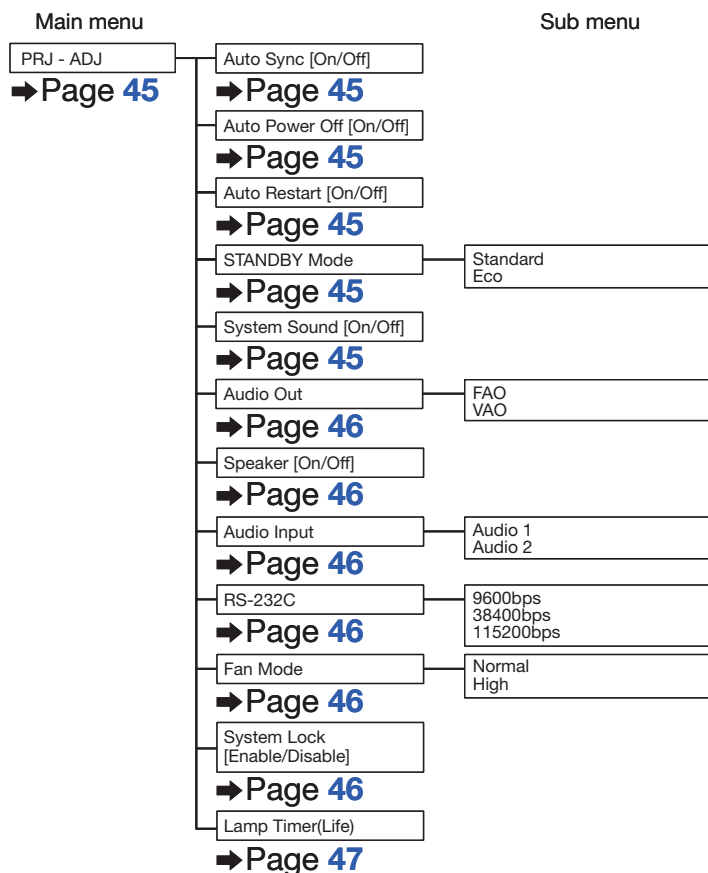 Main menu
Sub menu
PRJ - ADJ
➡Page 45
Auto Sync [On/Off]
➡Page 45
Auto Power Off [On/Off]
➡Page 45
Auto Restart [On/Off]
➡Page 45
STANDBY Mode
Standard
Eco
➡Page 45
System Sound [On/Off]
➡Page 45
Audio Out
FAO
VAO
➡Page 46
Speaker [On/Off]
➡Page 46
Audio Input
Audio 1
Audio 2
➡Page 46
RS-232C
9600bps
38400bps
115200bps
➡Page 46
Fan Mode
Normal
High
➡Page 46
System Lock
[Enable/Disable]
➡Page 46
Lamp Timer(Life)
➡Page 47